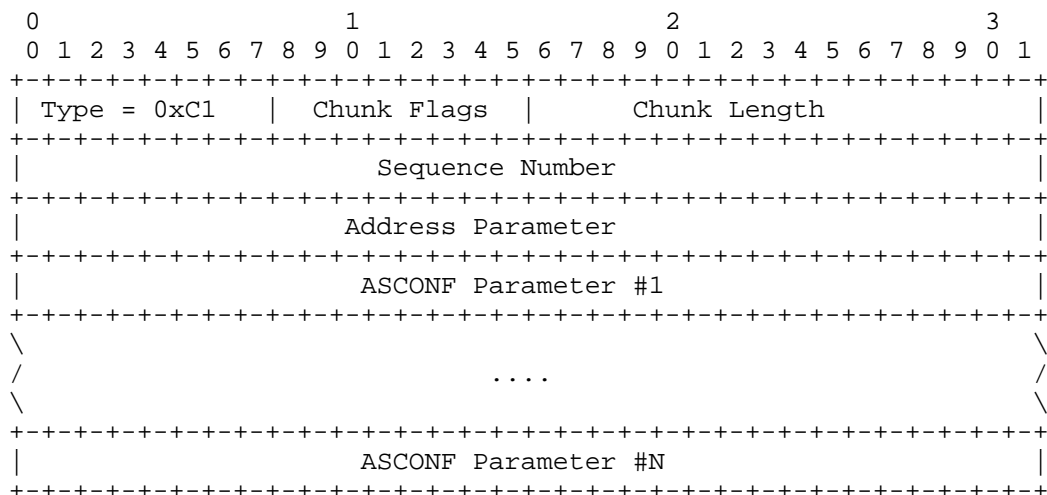 0                   1                   2                   3
 0 1 2 3 4 5 6 7 8 9 0 1 2 3 4 5 6 7 8 9 0 1 2 3 4 5 6 7 8 9 0 1
+-+-+-+-+-+-+-+-+-+-+-+-+-+-+-+-+-+-+-+-+-+-+-+-+-+-+-+-+-+-+-+-+
| Type = 0xC1   |  Chunk Flags  |      Chunk Length             |
+-+-+-+-+-+-+-+-+-+-+-+-+-+-+-+-+-+-+-+-+-+-+-+-+-+-+-+-+-+-+-+-+
|                      Sequence Number                          |
+-+-+-+-+-+-+-+-+-+-+-+-+-+-+-+-+-+-+-+-+-+-+-+-+-+-+-+-+-+-+-+-+
|                    Address Parameter                          |
+-+-+-+-+-+-+-+-+-+-+-+-+-+-+-+-+-+-+-+-+-+-+-+-+-+-+-+-+-+-+-+-+
|                     ASCONF Parameter #1                       |
+-+-+-+-+-+-+-+-+-+-+-+-+-+-+-+-+-+-+-+-+-+-+-+-+-+-+-+-+-+-+-+-+
\                                                               \
/                             ....                              /
\                                                               \
+-+-+-+-+-+-+-+-+-+-+-+-+-+-+-+-+-+-+-+-+-+-+-+-+-+-+-+-+-+-+-+-+
|                     ASCONF Parameter #N                       |
+-+-+-+-+-+-+-+-+-+-+-+-+-+-+-+-+-+-+-+-+-+-+-+-+-+-+-+-+-+-+-+-+